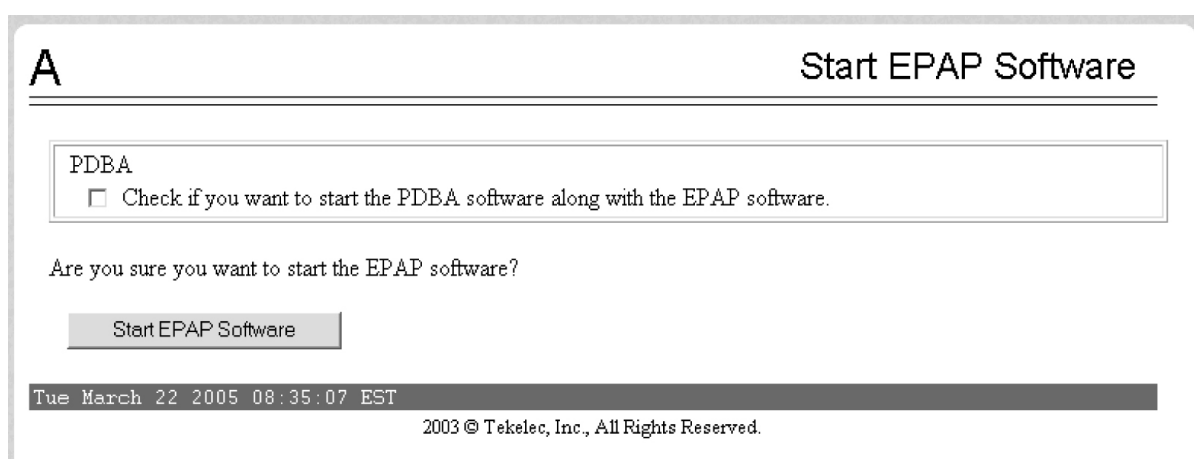 A
Start EPAP Software
PDBA
Check if you want to start the PDBA software along with the EPAP software.
Are you sure you want to start the EPAP software?
Start EPAP Software
Tue March 22 2005 08:35:07 EST
2003 © Tekelec, Inc., All Rights Reserved.